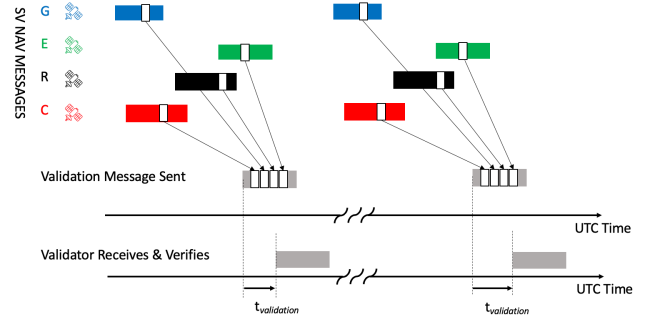 SV NAV MESSAGES
G
E
R
C
Validation Message Sent
UTC Time
Validator Receives & Verifies
UTC Time
tvalidation
tvalidation